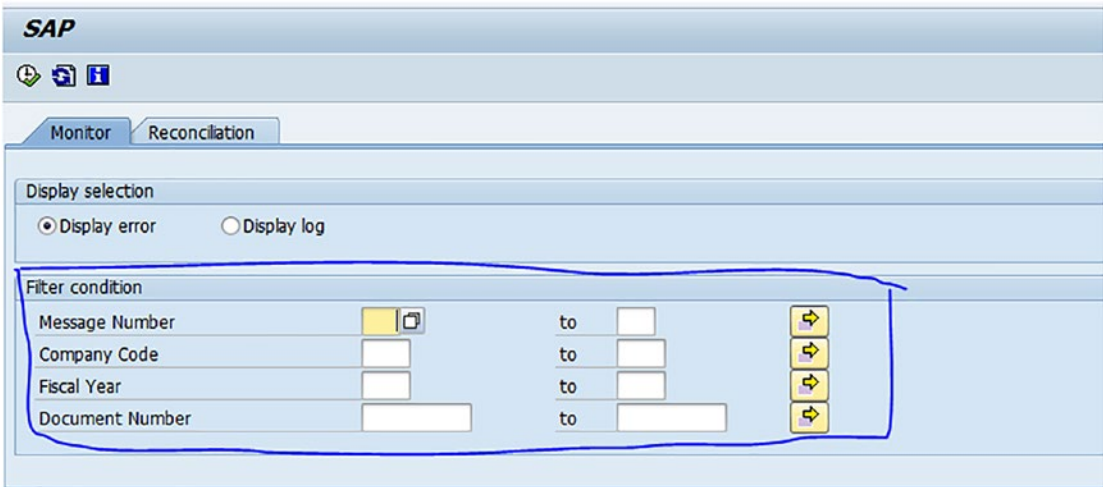 SAP
Monitor Reconciliation
Display selection
Display error Display log
Filter condition
Message Number to
Company Code to
Fiscal Year to
Document Number to